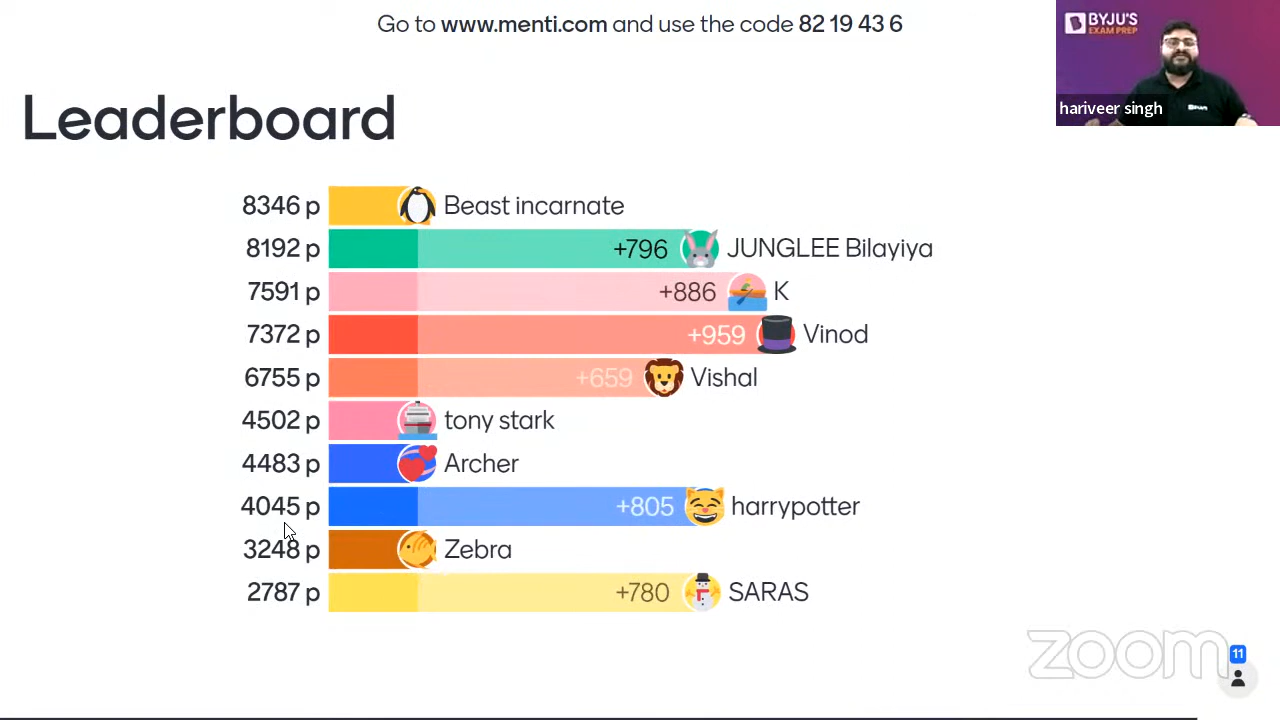 Go to www.menti.com and use the code 82 19 43 6
BYJU'S
EXAM PREP
hariveer singh
Leaderboard
8346 p Beast incarnate
8192 p +796 JUNGLEE Bilayiya
7591 p +886 K
7372 p +959 Vinod
6755 p +659 Vishal
4502 p tony stark
4483 p Archer
4045 p +805 harrypotter
3248 p Zebra
2787 p +780 SARAS
zoom
11